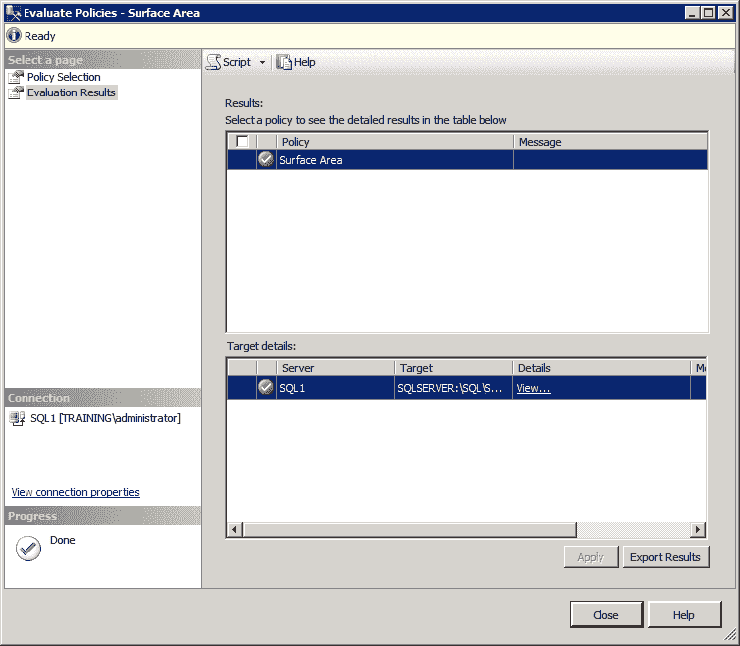 Evaluate Policies - Surface Area
Ready
Select a page
Policy Selection
Evaluation Results
Script Help
Results:
Select a policy to see the detailed results in the table below
Policy Message
Surface Area
Target details:
Server Target Details M
SQL1 SQLSERVER:\SQL\S... View...
Connection
SQL1 [TRAINING\administrator]
View connection properties
Progress
Done
Apply Export Results
Close Help